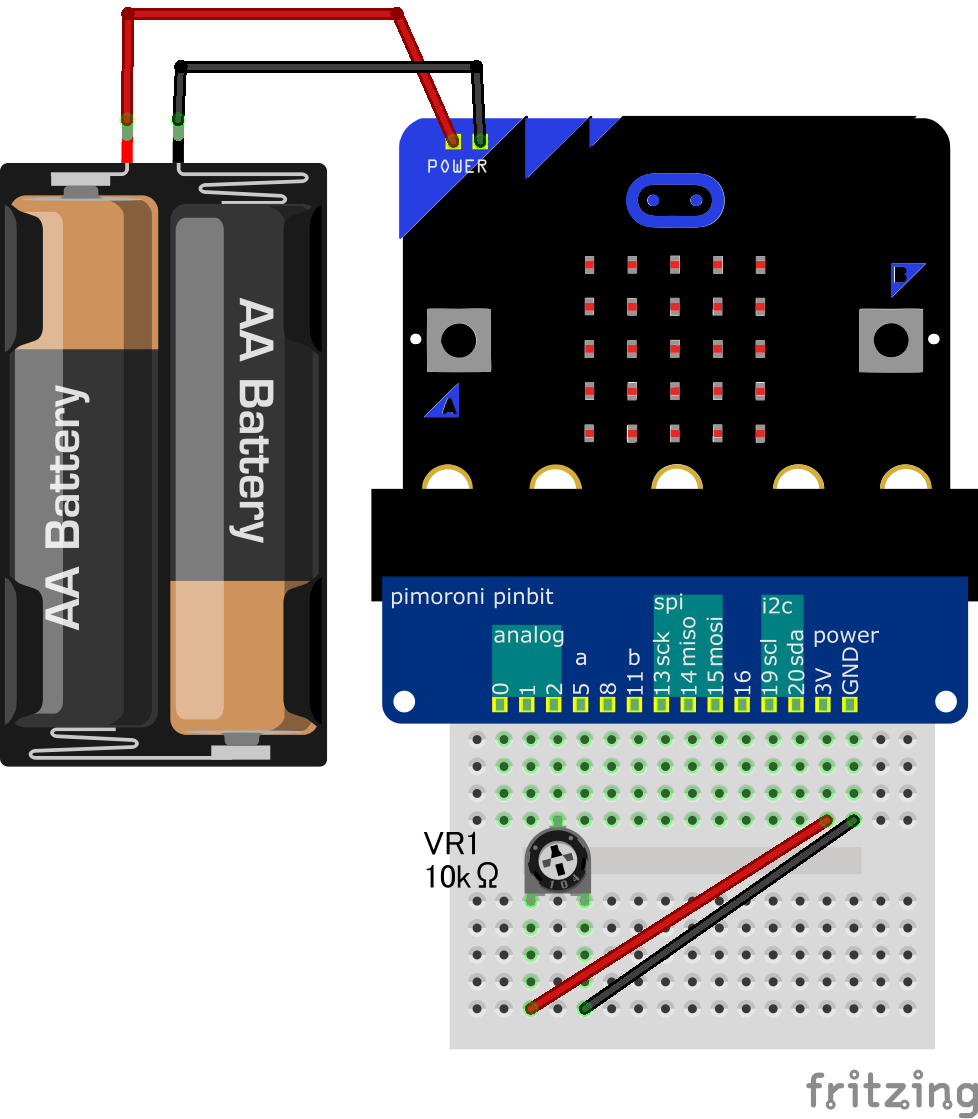 POWER
B
A
AA Battery
AA Battery
pimoroni pinbit
spi
i2c
analog
power
a
b
0
1
2
5
8
11
13 sck
14 miso
15 mosi
16
19 scl
20 sda
3V
GND
VR1
10kΩ
104
fritzing